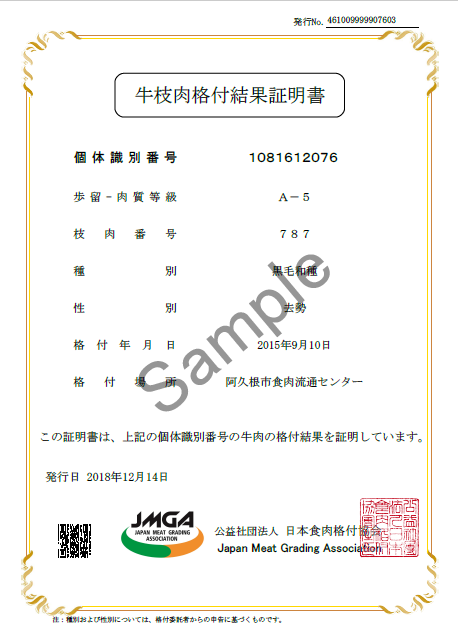 発行No. 461009999907603
牛枝肉格付結果証明書
個体識別番号 1081612076
歩留-肉質等級 A-5
枝肉番号 787
種別 黒毛和種
性別 去勢
格付年月日 2015年9月10日
格付場所 阿久根市食肉流通センター
Sample
この証明書は、上記の個体識別番号の牛肉の格付結果を証明しています。
発行日 2018年12月14日
JMGA
JAPAN MEAT GRADING
ASSOCIATION
公益社団法人 日本食肉格付協会
Japan Meat Grading Association
注：種別および性別については、格付委託者からの申告に基づくものです。